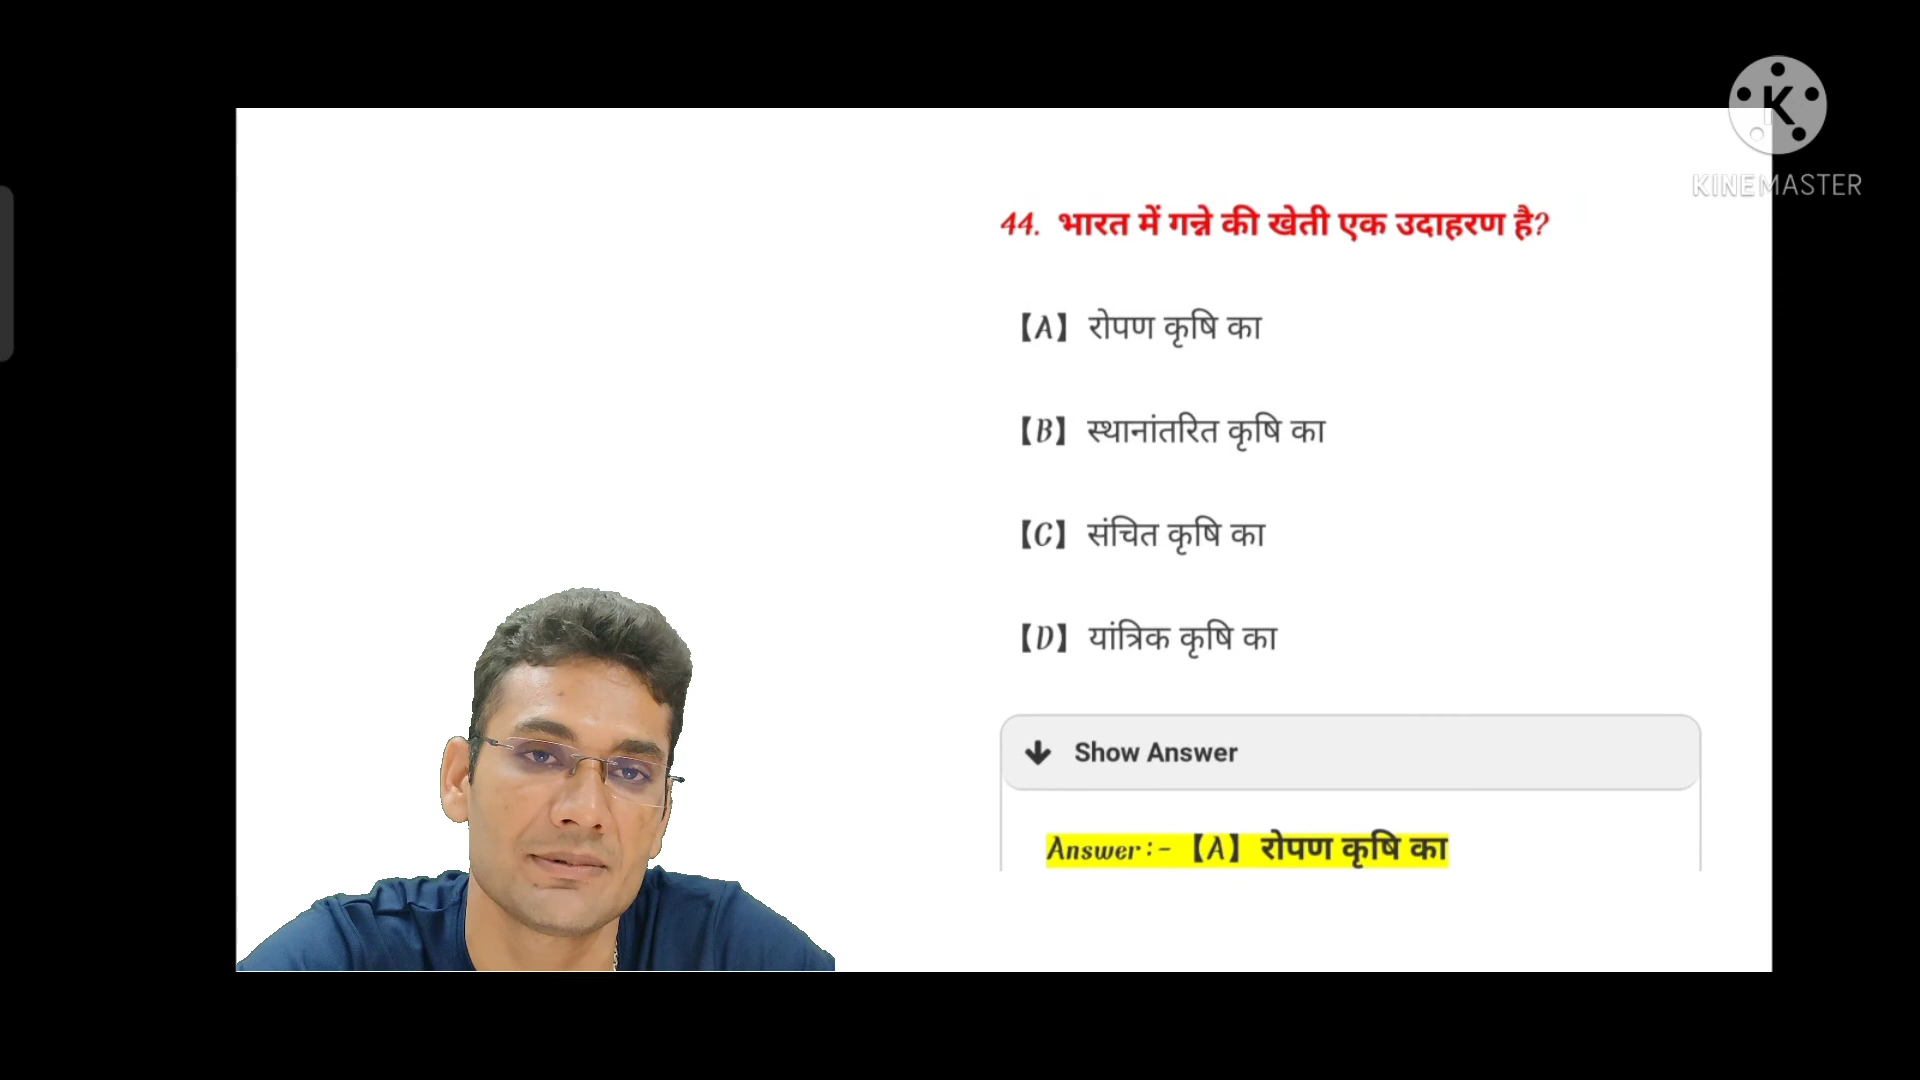 K
KINEMASTER
44. भारत में गन्ने की खेती एक उदाहरण है?
【A】 रोपण कृषि का
【B】 स्थानांतरित कृषि का
【C】 संचित कृषि का
【D】 यांत्रिक कृषि का
Show Answer
Answer :- 【A】 रोपण कृषि का